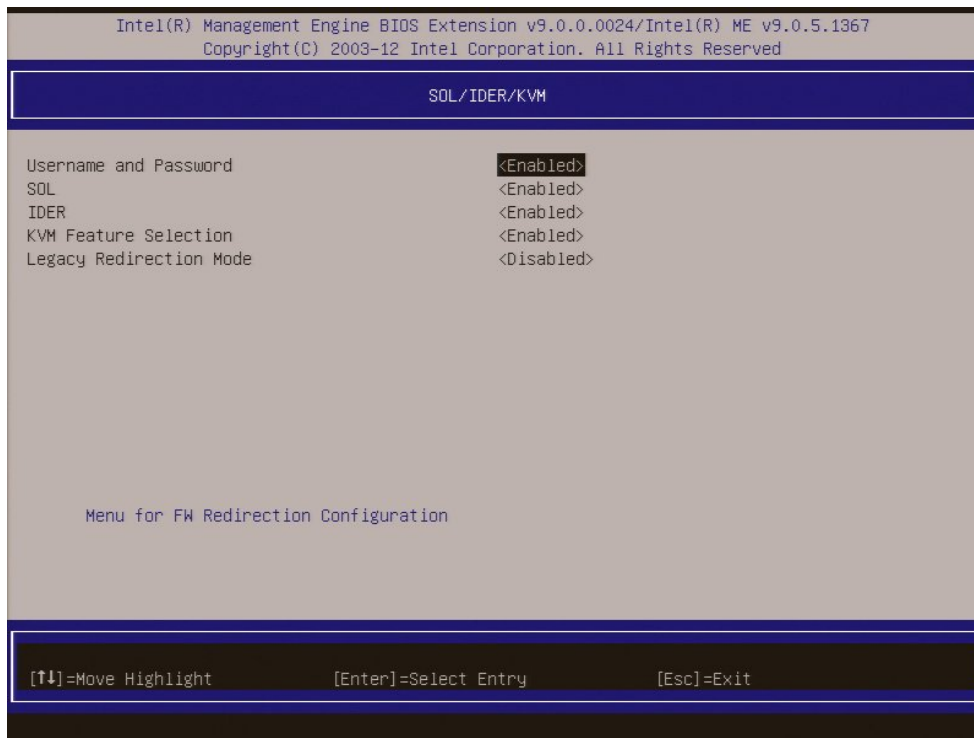 Intel(R) Management Engine BIOS Extension v9.0.0.0024/Intel(R) ME v9.0.5.1367
Copyright(C) 2003-12 Intel Corporation. All Rights Reserved
SOL/IDER/KVM
Username and Password <Enabled>
SOL <Enabled>
IDER <Enabled>
KVM Feature Selection <Enabled>
Legacy Redirection Mode <Disabled>
Menu for FW Redirection Configuration
[↑↓]=Move Highlight [Enter]=Select Entry [Esc]=Exit